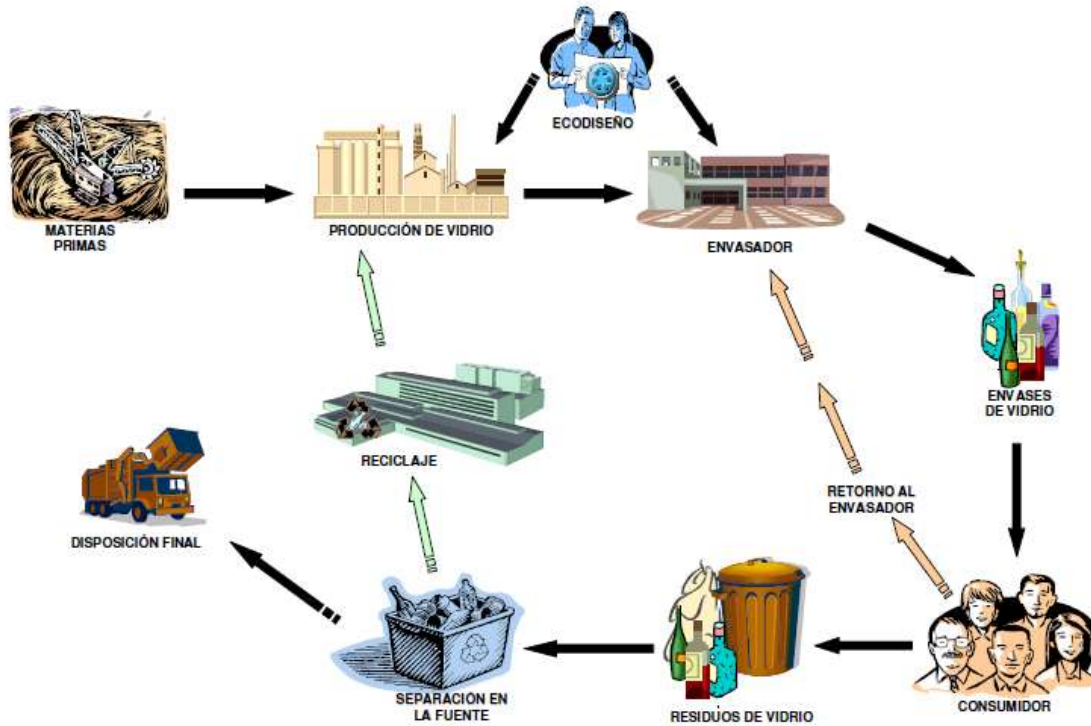 ECODISEÑO
MATERIAS
PRIMAS
PRODUCCIÓN DE VIDRIO
ENVASADOR
ENVASES
DE VIDRIO
RECICLAJE
RETORNO AL
ENVASADOR
DISPOSICIÓN FINAL
SEPARACIÓN EN
LA FUENTE
RESIDUOS DE VIDRIO
CONSUMIDOR